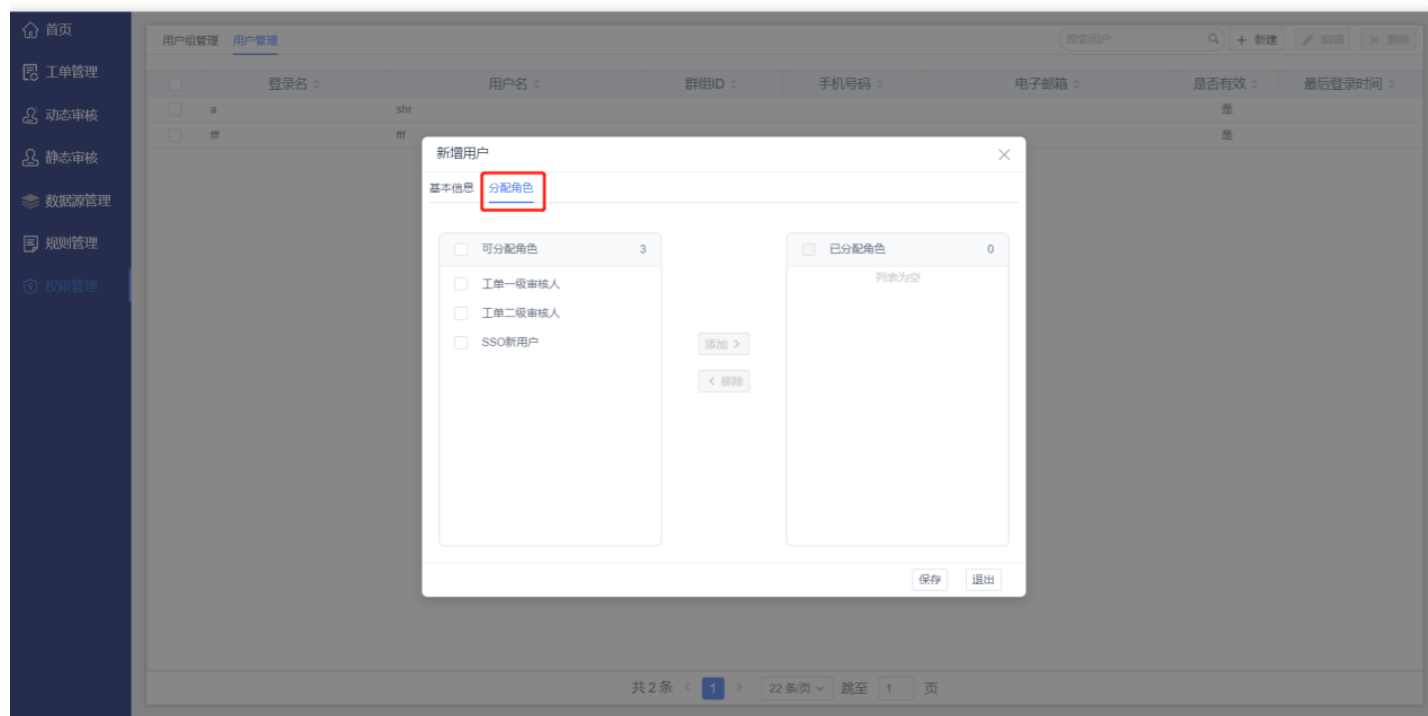 首页
工单管理
动态审核
静态审核
数据源管理
规则管理
权限管理
用户组管理 用户管理
搜索用户 + 新建 编辑 × 删除
登录名 用户名 群组ID 手机号码 电子邮箱 是否有效 最后登录时间
a shr 是
fff fff 是
新增用户
基本信息 分配角色
可分配角色 3
工单一级审核人
工单二级审核人
SSO新用户
添加 >
< 移除
已分配角色 0
列表为空
保存 退出
共2条 < 1 > 22条/页 跳至 1 页